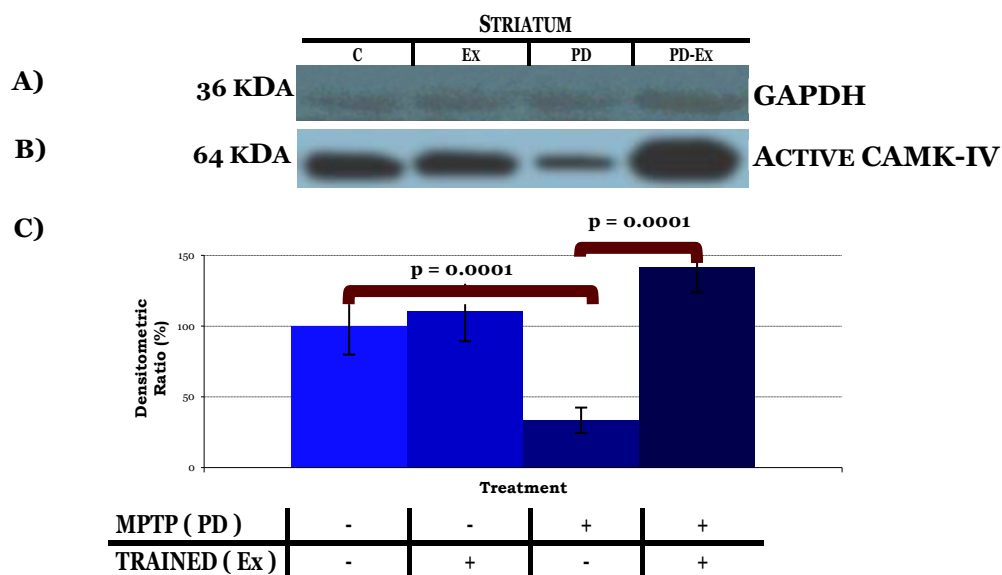 STRIATUM
C EX PD PD-EX
A) 36 KDA GAPDH
B) 64 KDA ACTIVE CAMK-IV
C)
p = 0.0001
p = 0.0001
150
100
50
0
Densitometric
Ratio (%)
Treatment
MPTP ( PD ) - - + +
TRAINED ( Ex ) - + - +